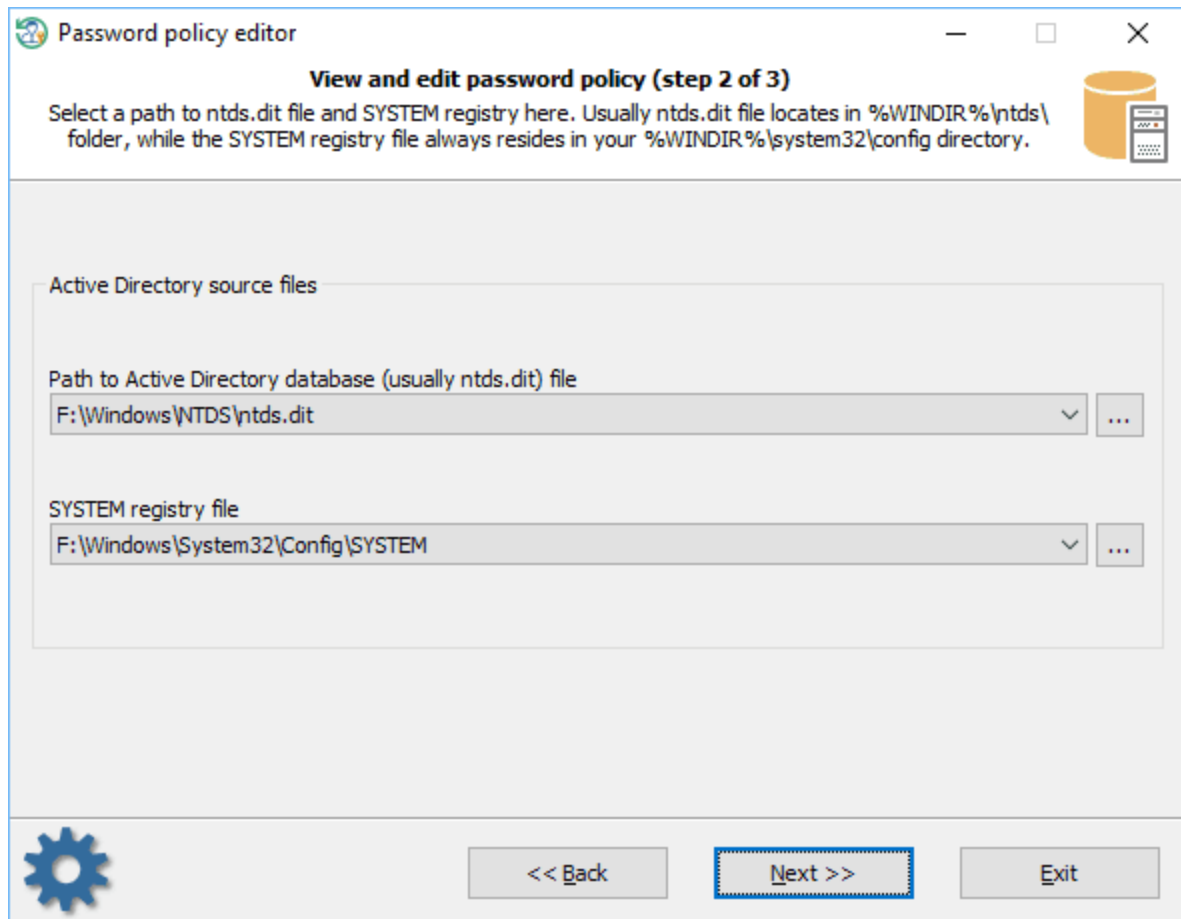 Password policy editor
View and edit password policy (step 2 of 3)
Select a path to ntds.dit file and SYSTEM registry here. Usually ntds.dit file locates in %WINDIR%\ntds\
folder, while the SYSTEM registry file always resides in your %WINDIR%\system32\config directory.
Active Directory source files
Path to Active Directory database (usually ntds.dit) file
F:\Windows\NTDS\ntds.dit
...
SYSTEM registry file
F:\Windows\System32\Config\SYSTEM
...
<< Back
Next >>
Exit